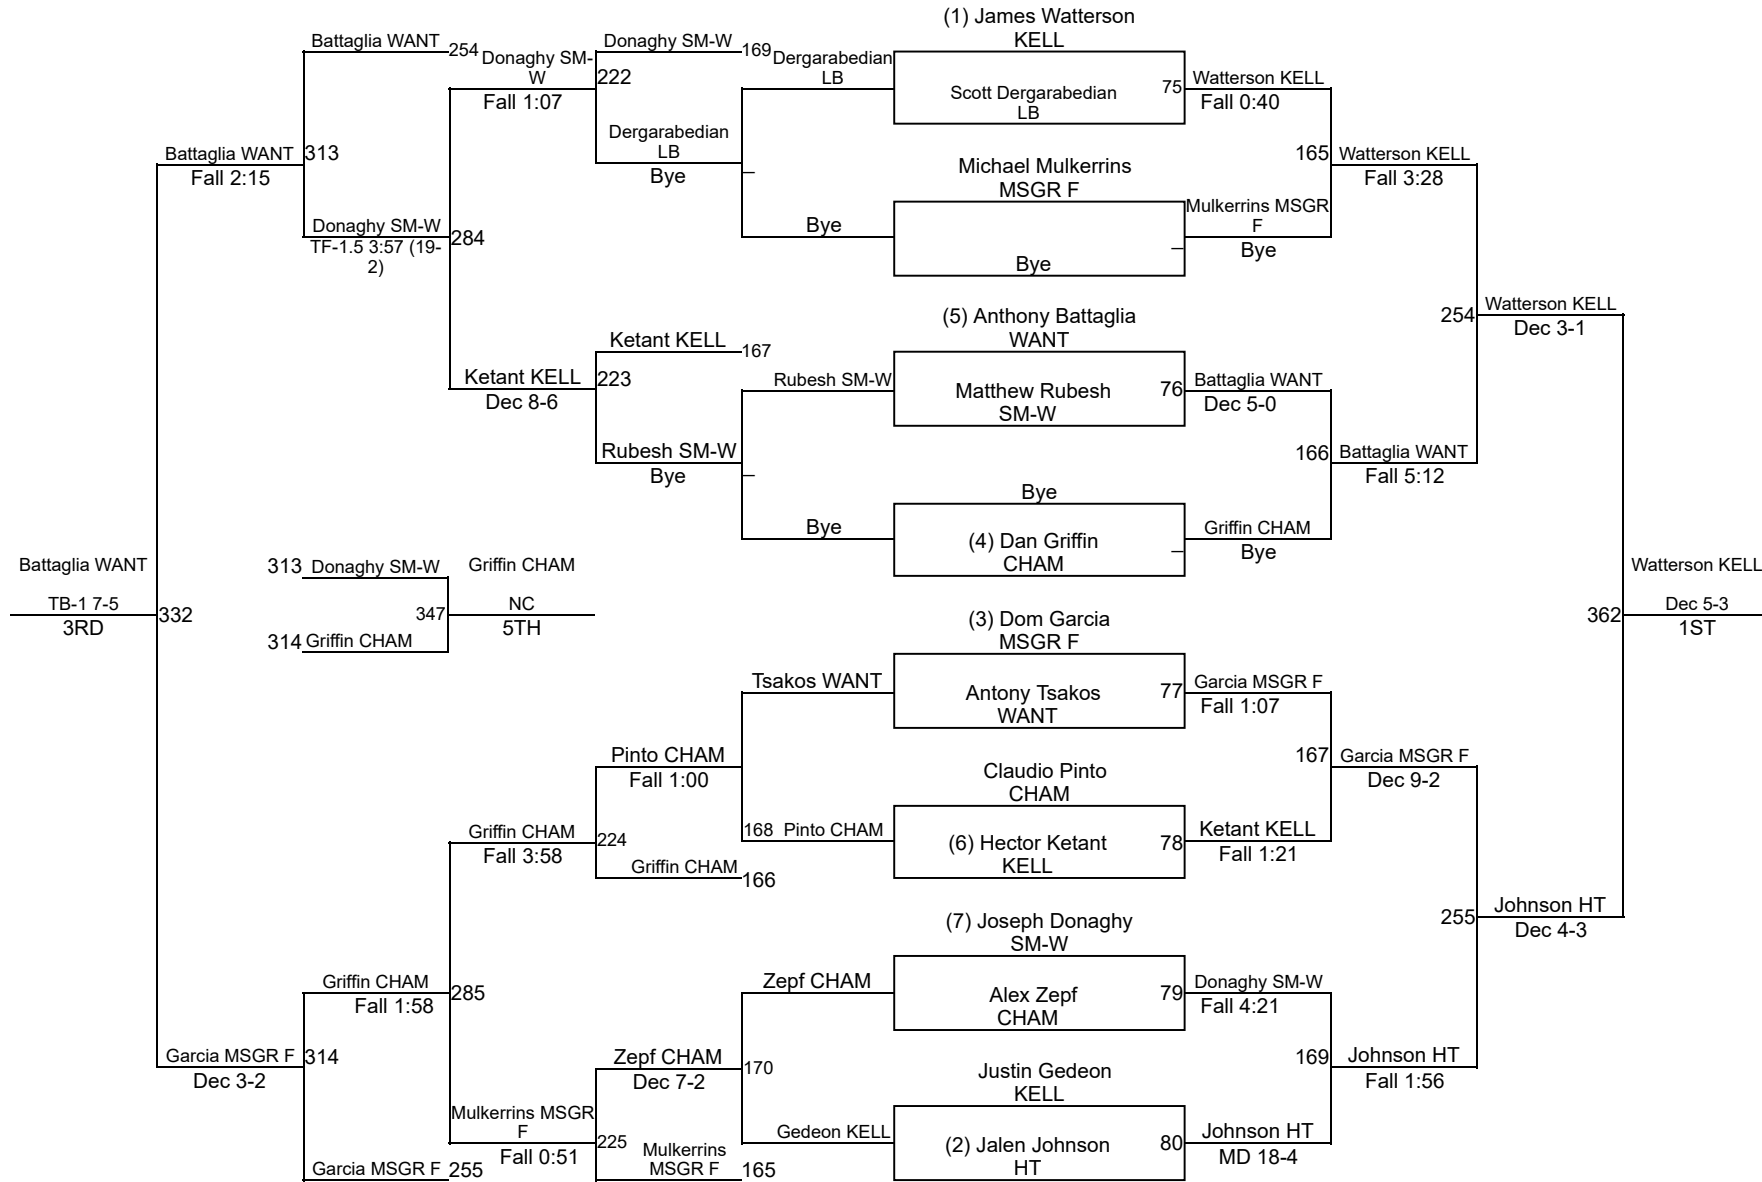 (1) James Watterson
KELL
Battaglia WANT
254
Donaghy SM-
W
Fall 1:07
222
Donaghy SM-W
169
Dergarabedian
LB
Scott Dergarabedian
LB
75
Watterson KELL
Fall 0:40
Dergarabedian
LB
Bye
_
Battaglia WANT
Fall 2:15
313
Michael Mulkerrins
MSGR F
165
Watterson KELL
Fall 3:28
Donaghy SM-W
TF-1.5 3:57 (19-
2)
284
Bye
Bye
_
Mulkerrins MSGR
F
Bye
(5) Anthony Battaglia
WANT
254
Watterson KELL
Dec 3-1
Ketant KELL
167
Ketant KELL
Dec 8-6
223
Rubesh SM-W
Matthew Rubesh
SM-W
76
Battaglia WANT
Dec 5-0
Rubesh SM-W
Bye
_
166
Battaglia WANT
Fall 5:12
Bye
Bye
(4) Dan Griffin
CHAM
_
Griffin CHAM
Bye
Battaglia WANT
TB-1 7-5
3RD
332
313
Donaghy SM-W
314
Griffin CHAM
347
Griffin CHAM
NC
5TH
362
Watterson KELL
Dec 5-3
1ST
(3) Dom Garcia
MSGR F
Tsakos WANT
Antony Tsakos
WANT
77
Garcia MSGR F
Fall 1:07
Pinto CHAM
Fall 1:00
Claudio Pinto
CHAM
167
Garcia MSGR F
Dec 9-2
Griffin CHAM
Fall 3:58
224
168
Pinto CHAM
(6) Hector Ketant
KELL
78
Ketant KELL
Fall 1:21
Griffin CHAM
166
(7) Joseph Donaghy
SM-W
255
Johnson HT
Dec 4-3
Griffin CHAM
Fall 1:58
285
Zepf CHAM
Alex Zepf
CHAM
79
Donaghy SM-W
Fall 4:21
Garcia MSGR F
Dec 3-2
314
Zepf CHAM
Dec 7-2
170
Justin Gedeon
KELL
169
Johnson HT
Fall 1:56
Mulkerrins MSGR
F
Fall 0:51
225
Gedeon KELL
(2) Jalen Johnson
HT
80
Johnson HT
MD 18-4
Garcia MSGR F
255
Mulkerrins
MSGR F
165